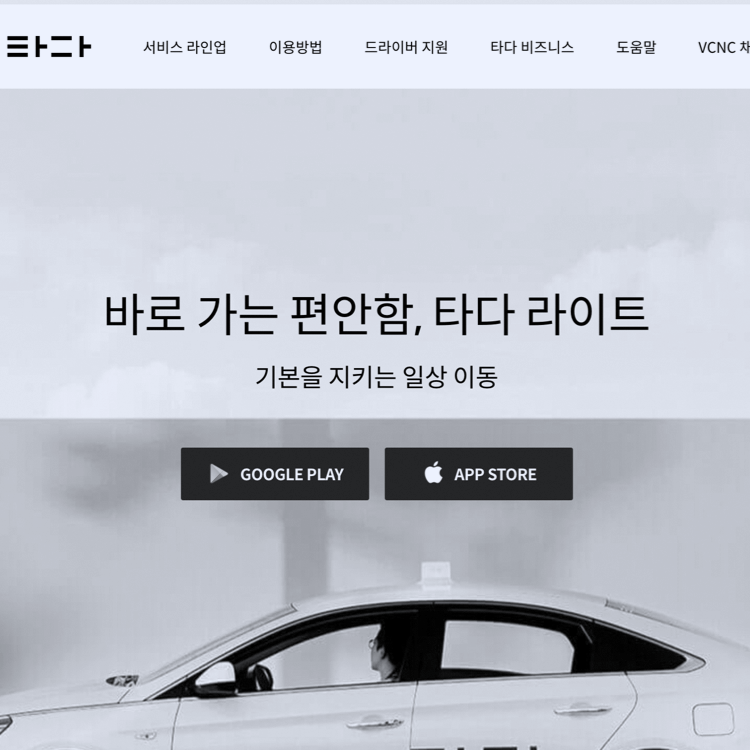 타다
서비스 라인업
이용방법
드라이버 지원
타다 비즈니스
도움말
VCNC
바로 가는 편안함, 타다 라이트
기본을 지키는 일상 이동
GOOGLE PLAY
APP STORE